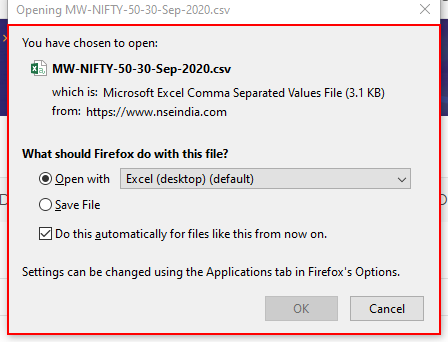 Opening MW-NIFTY-50-30-Sep-2020.csv
You have chosen to open:
MW-NIFTY-50-30-Sep-2020.csv
which is: Microsoft Excel Comma Separated Values File (3.1 KB)
from: https://www.nseindia.com
What should Firefox do with this file?
Open with Excel (desktop) (default)
Save File
Do this automatically for files like this from now on.
Settings can be changed using the Applications tab in Firefox's Options.
OK Cancel